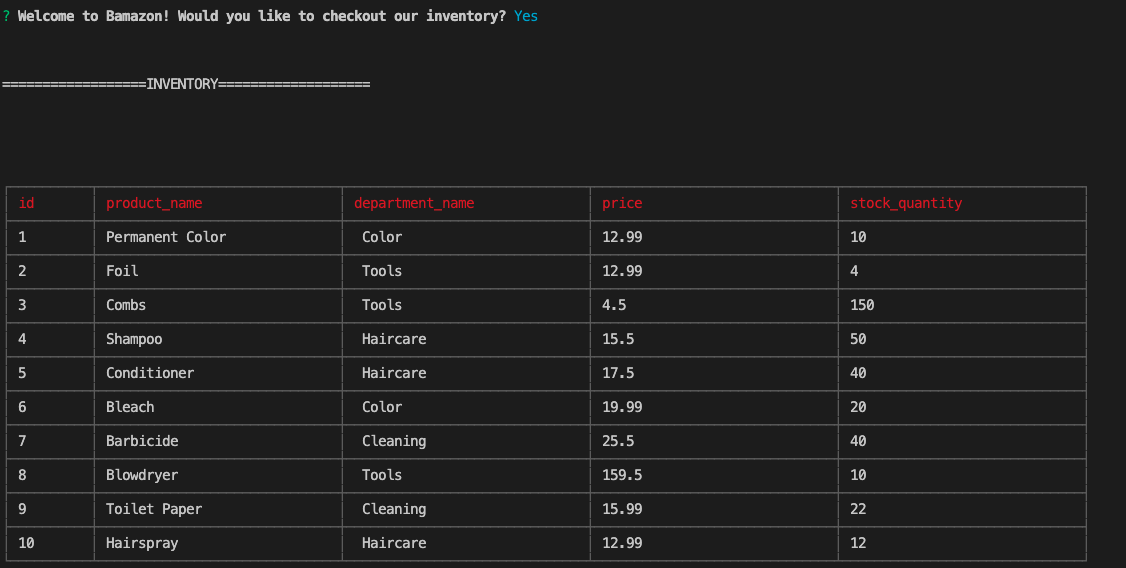 ? Welcome to Bamazon! Would you like to checkout our inventory? Yes
==================INVENTORY===================
id product_name department_name price stock_quantity
1 Permanent Color Color 12.99 10
2 Foil Tools 12.99 4
3 Combs Tools 4.5 150
4 Shampoo Haircare 15.5 50
5 Conditioner Haircare 17.5 40
6 Bleach Color 19.99 20
7 Barbicide Cleaning 25.5 40
8 Blowdryer Tools 159.5 10
9 Toilet Paper Cleaning 15.99 22
10 Hairspray Haircare 12.99 12